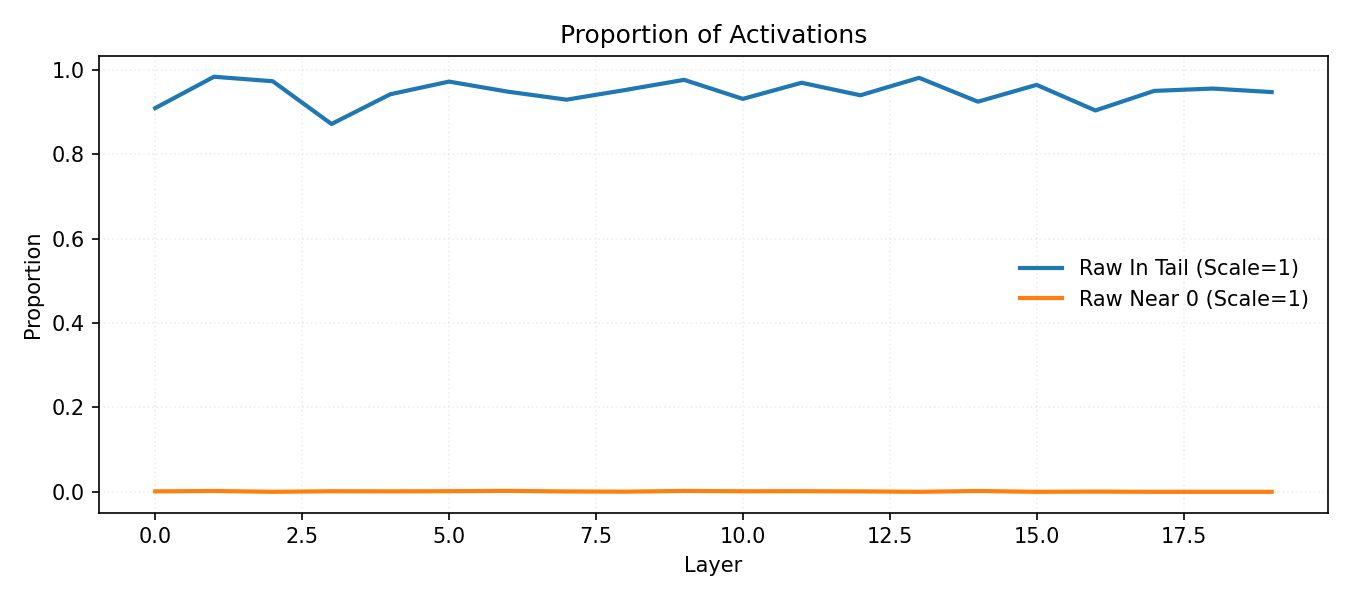 Proportion of Activations
Proportion
1.0
0.8
0.6
0.4
0.2
0.0
Raw In Tail (Scale=1)
Raw Near 0 (Scale=1)
0.0 2.5 5.0 7.5 10.0 12.5 15.0 17.5
Layer